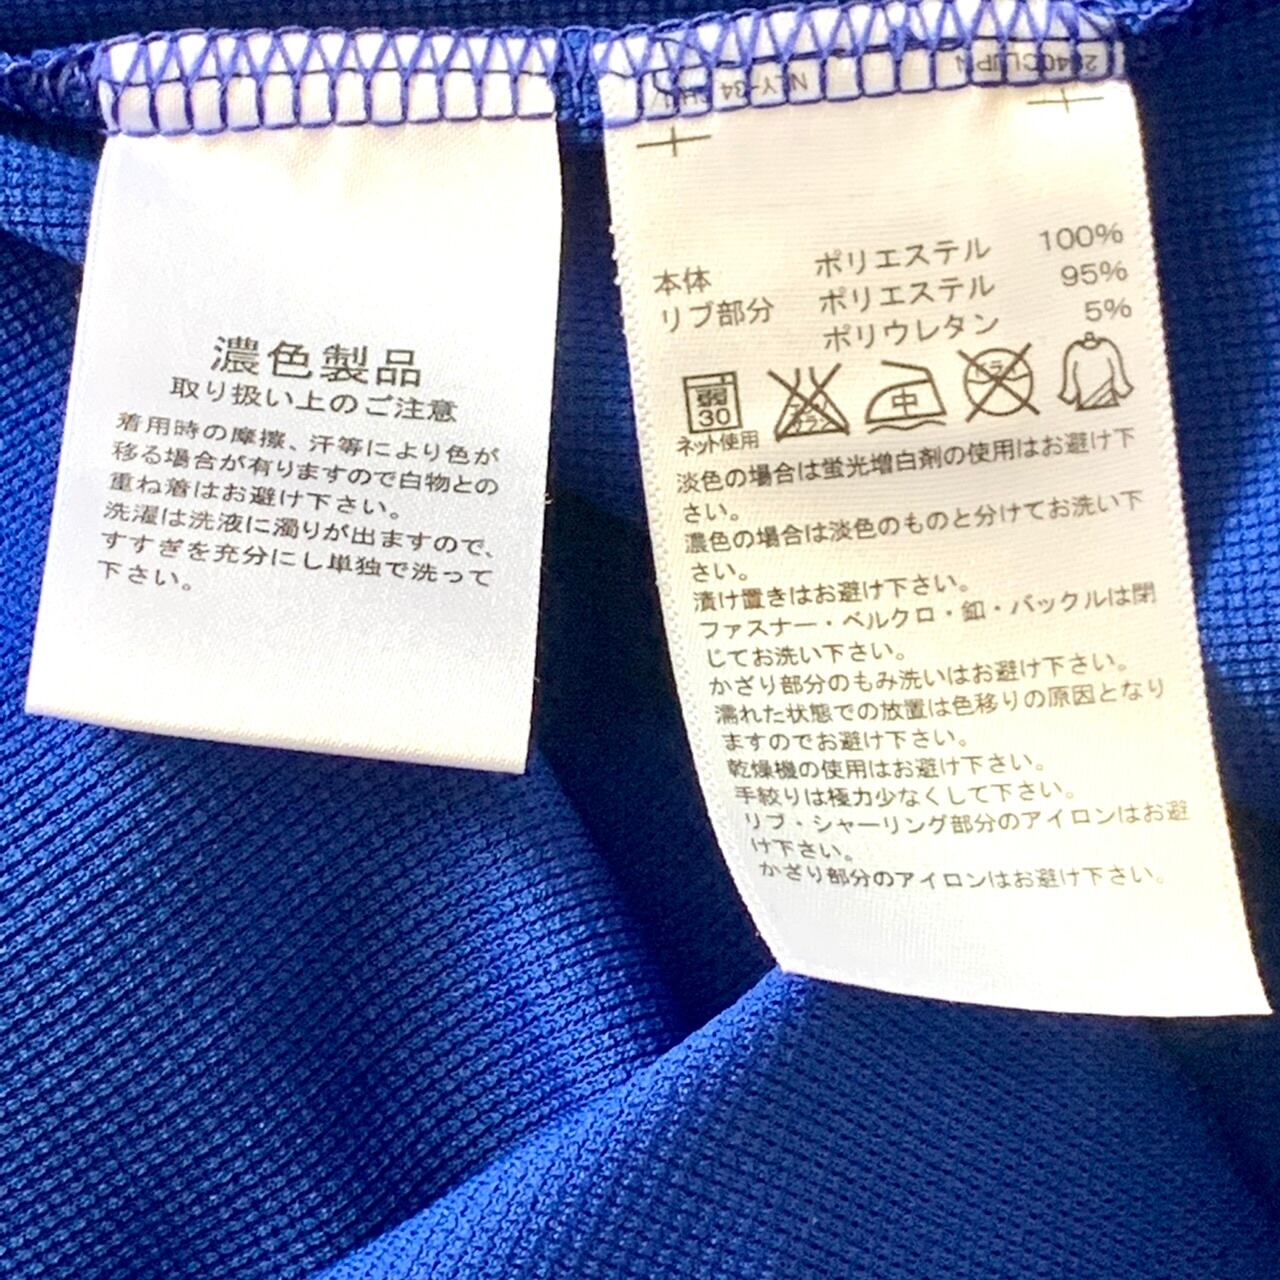 濃色製品
取り扱い上のご注意
着用時の摩擦、汗等により色が
移る場合が有りますので白物との
重ね着はお避け下さい。
洗濯は洗液に濁りが出ますので、
すすぎを充分にし単独で洗って
下さい。
本体 ポリエステル 100%
リブ部分 ポリエステル 95%
ポリウレタン 5%
弱
30
中
ネット使用
淡色の場合は蛍光増白剤の使用はお避け下
さい。
濃色の場合は淡色のものと分けてお洗い下
さい。
漬け置きはお避け下さい。
ファスナー・ベルクロ・釦・バックルは閉
じてお洗い下さい。
かざり部分のもみ洗いはお避け下さい。
濡れた状態での放置は色移りの原因となり
ますのでお避け下さい。
乾燥機の使用はお避け下さい。
手絞りは極力少なくして下さい。
リブ・シャーリング部分のアイロンはお避
け下さい。
かざり部分のアイロンはお避け下さい。